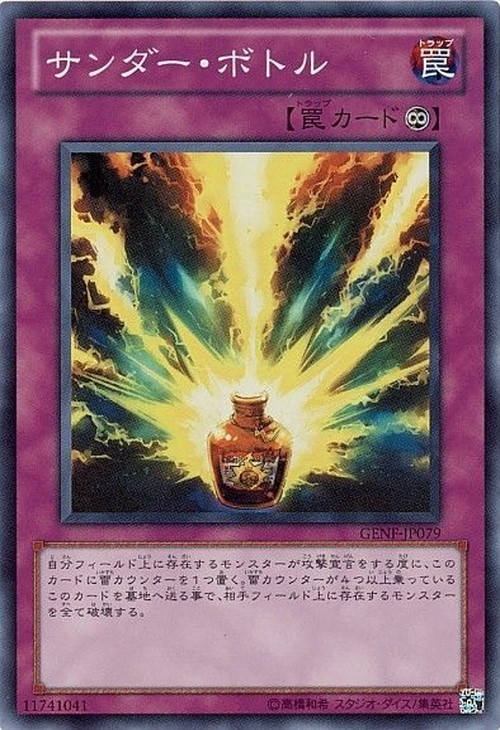 サンダー・ボトル
トラップ
罠
トラップ
【罠カード∞】
GENF-JP079
自分フィールド上に存在するモンスターが攻撃宣言をする度に、この
カードに雷カウンターを1つ置く。雷カウンターが4つ以上乗っている
このカードを墓地へ送る事で、相手フィールド上に存在するモンスター
を全て破壊する。
11741041
©高橋和希 スタジオ・ダイス/集英社